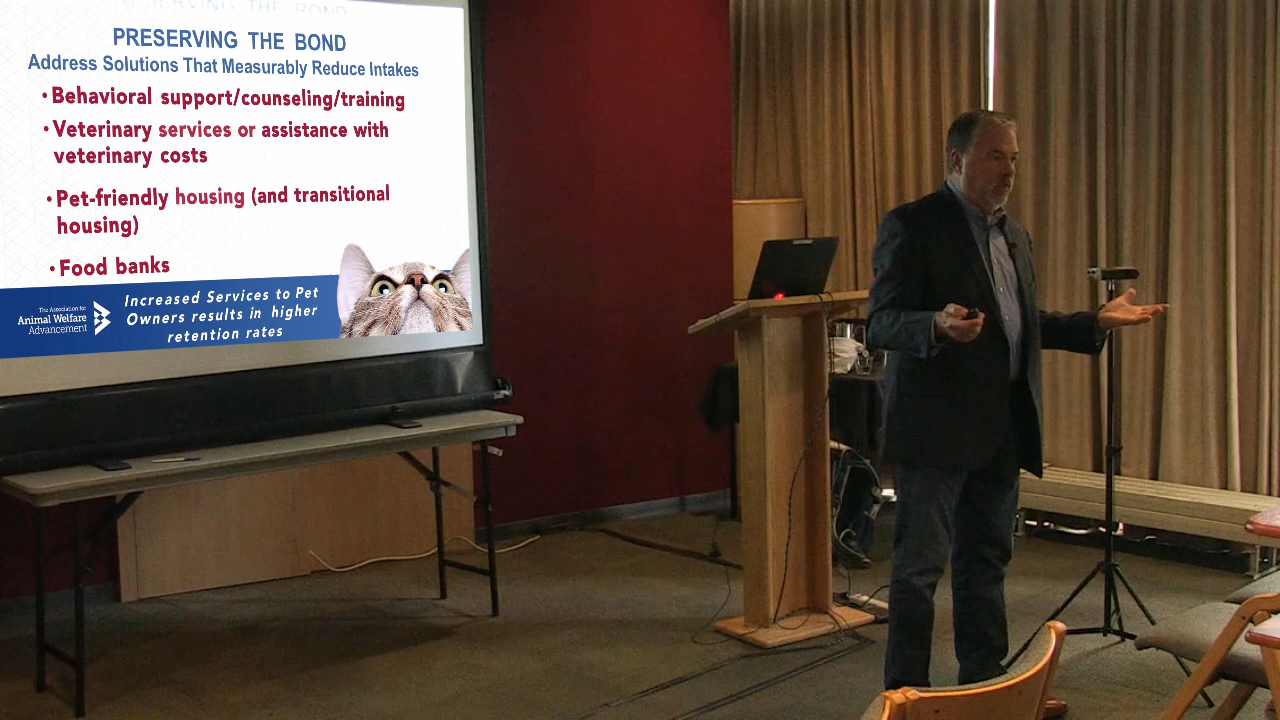 PRESERVING THE BOND
Address Solutions That Measurably Reduce Intakes
• Behavioral support/counseling/training
• Veterinary services or assistance with
veterinary costs
• Pet-friendly housing (and transitional
housing)
• Food banks
The Association for
Animal Welfare
Advancement
Increased Services to Pet
Owners results in higher
retention rates